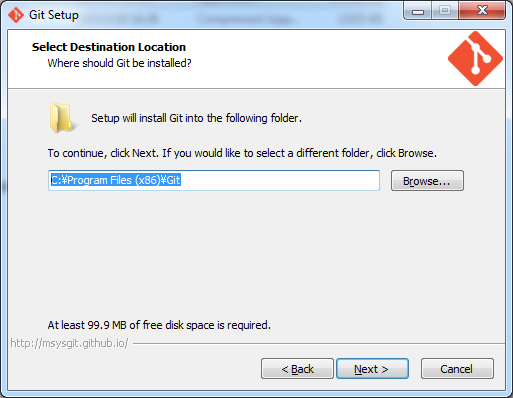 Git Setup
Select Destination Location
Where should Git be installed?
Setup will install Git into the following folder.
To continue, click Next. If you would like to select a different folder, click Browse.
C:¥Program Files (x86)¥Git
Browse...
At least 99.9 MB of free disk space is required.
http://msysgit.github.io/
< Back
Next >
Cancel